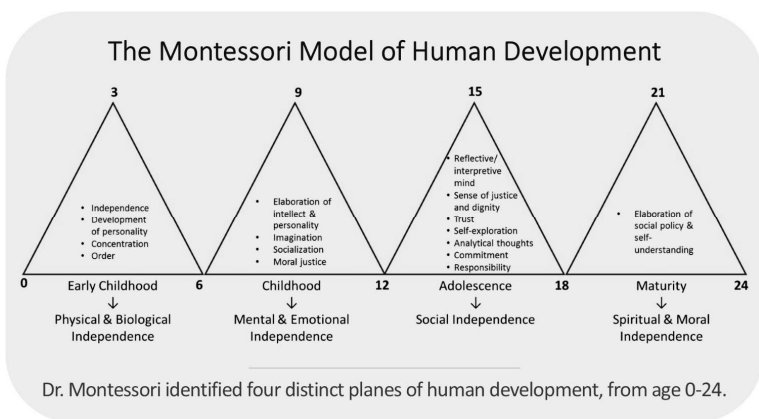 The Montessori Model of Human Development
3
9
15
21
• Independence
• Development
of personality
• Concentration
• Order
• Elaboration of
intellect &
personality
• Imagination
• Socialization
• Moral justice
• Reflective/
interpretive
mind
• Sense of justice
and dignity
• Trust
• Self-exploration
• Analytical thoughts
• Commitment
• Responsibility
• Elaboration of
social policy &
self-
understanding
0
6
12
18
24
Early Childhood
↓
Physical & Biological
Independence
Childhood
↓
Mental & Emotional
Independence
Adolescence
↓
Social Independence
Maturity
↓
Spiritual & Moral
Independence
Dr. Montessori identified four distinct planes of human development, from age 0-24.